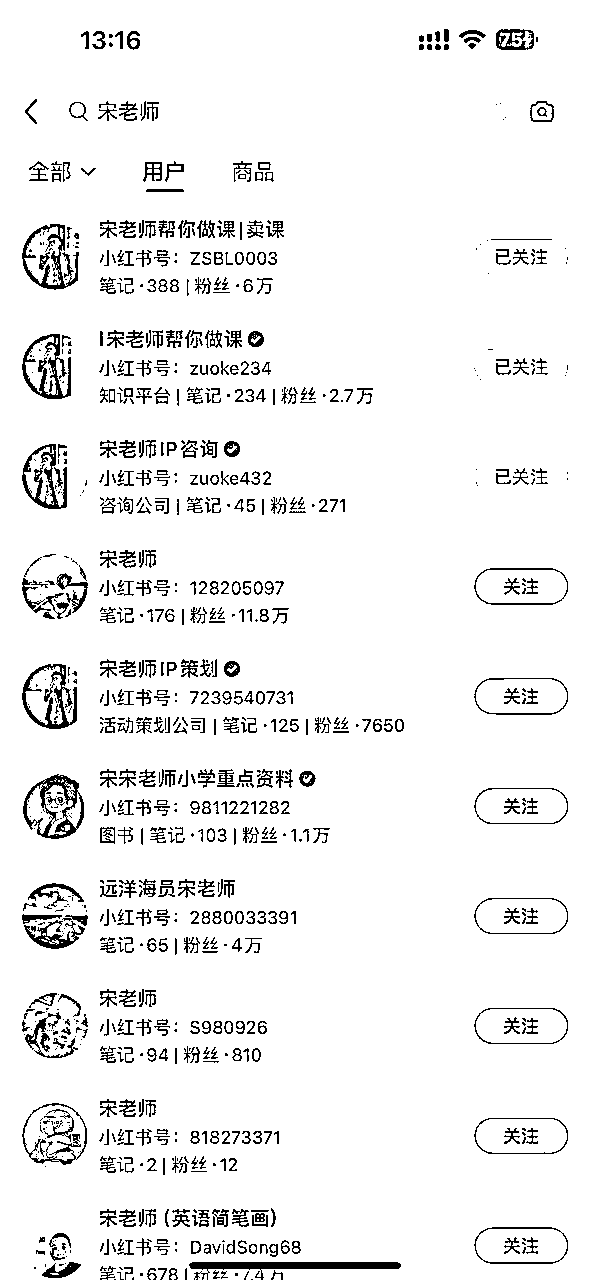 13:16
75
宋老师
全部 用户 商品
宋老师帮你做课|卖课
小红书号：ZSBL0003
已关注
笔记·388 | 粉丝·6万
宋老师帮你做课
小红书号：zuoke234
已关注
知识平台 | 笔记·234 | 粉丝·2.7万
宋老师IP咨询
小红书号：zuoke432
已关注
咨询公司 | 笔记·45 | 粉丝·271
宋老师
小红书号：128205097
关注
笔记·176 | 粉丝·11.8万
宋老师IP策划
小红书号：7239540731
关注
活动策划公司 | 笔记·125 | 粉丝·7650
宋宋老师小学重点资料
小红书号：9811221282
关注
图书 | 笔记·103 | 粉丝·1.1万
远洋海员宋老师
小红书号：2880033391
关注
笔记·65 | 粉丝·4万
宋老师
小红书号：S980926
关注
笔记·94 | 粉丝·810
宋老师
小红书号：818273371
关注
笔记·2 | 粉丝·12
宋老师（英语简笔画）
小红书号：DavidSong68
关注
笔记·678 | 粉丝·7.4万